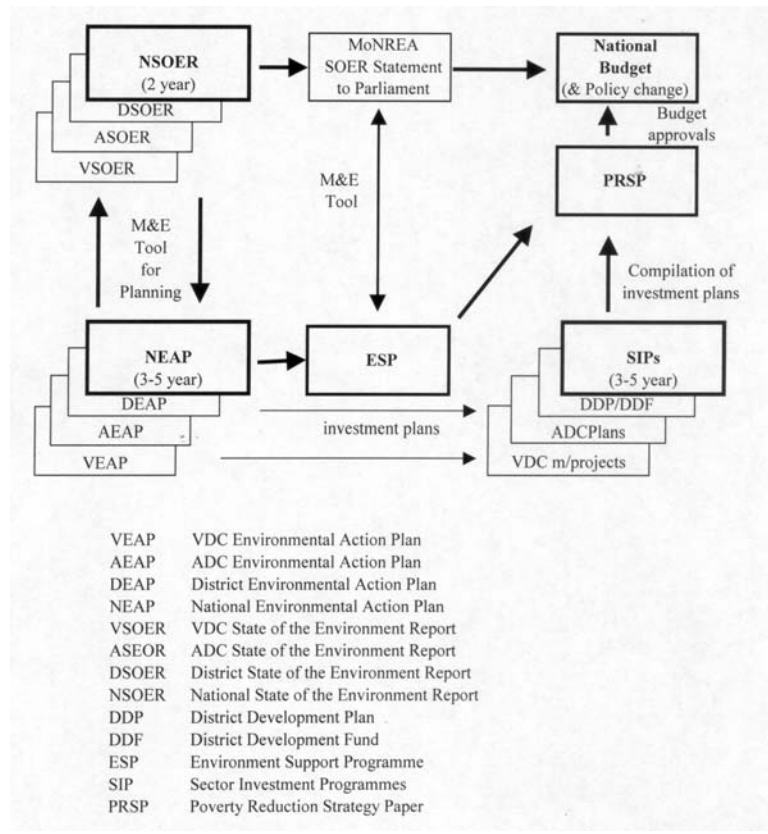 NSOER
(2 year)
DSOER
ASOER
VSOER
MoNREA
SOER Statement
to Parliament
National
Budget
(& Policy change)
Budget
approvals
PRSP
M&E
Tool
for
Planning
M&E
Tool
Compilation of
investment plans
NEAP
(3-5 year)
DEAP
AEAP
VEAP
ESP
investment plans
SIPs
(3-5 year)
DDP/DDF
ADCPlans
VDC m/projects
VEAP VDC Environmental Action Plan
AEAP ADC Environmental Action Plan
DEAP District Environmental Action Plan
NEAP National Environmental Action Plan
VSOER VDC State of the Environment Report
ASEOR ADC State of the Environment Report
DSOER District State of the Environment Report
NSOER National State of the Environment Report
DDP District Development Plan
DDF District Development Fund
ESP Environment Support Programme
SIP Sector Investment Programmes
PRSP Poverty Reduction Strategy Paper